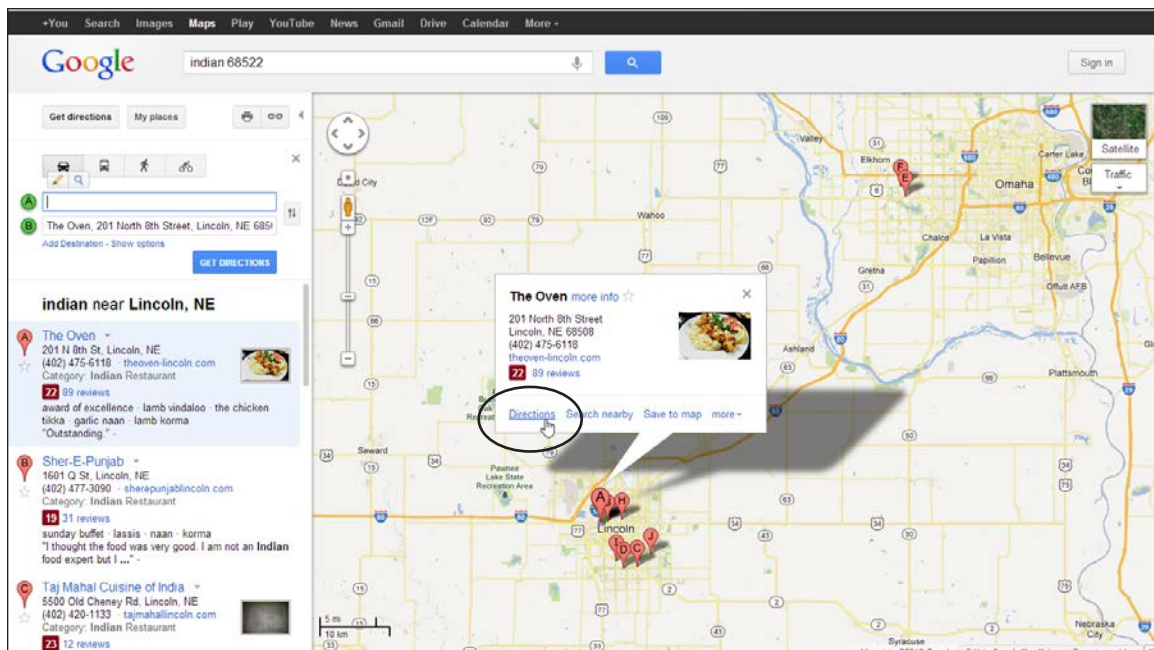 +You Search Images Maps Play YouTube News Gmail Drive Calendar More
Google
indian 68522
Sign in
Get directions My places
A
B The Oven, 201 North 8th Street, Lincoln, NE 685
Add Destination - Show options
GET DIRECTIONS
indian near Lincoln, NE
A The Oven
201 N 8th St, Lincoln, NE
(402) 475-6118 · theoven-lincoln.com
Category: Indian Restaurant
22 89 reviews
award of excellence · lamb vindaloo · the chicken
tikka · garlic naan · lamb korma
"Outstanding." -
B Sher-E-Punjab
1601 Q St, Lincoln, NE
(402) 477-3090 · sherepunjablincoln.com
Category: Indian Restaurant
19 31 reviews
sunday buffet · lassis · naan · korma
"I thought the food was very good. I am not an Indian
food expert but I ..." -
C Taj Mahal Cuisine of India
5500 Old Cheney Rd, Lincoln, NE
(402) 420-1133 · tajmahallincoln.com
Category: Indian Restaurant
23 12 reviews
The Oven more info
201 North 8th Street
Lincoln, NE 68508
theoven-lincoln.com
(402) 475-6118
22 89 reviews
Directions Search nearby Save to map more
Satellite
Traffic
Valley
Elkhorn
F
E
Omaha
Carter Lake
David City
Wahoo
Chalco
La Vista
Papillion
Bellevue
Gretna
Offutt AFB
Ashland
Plattsmouth
Seward
Pawnee
Lake State
Recreation Area
A
H
Lincoln
I
D
C
J
Syracuse
Nebraska
City
5 mi
10 km